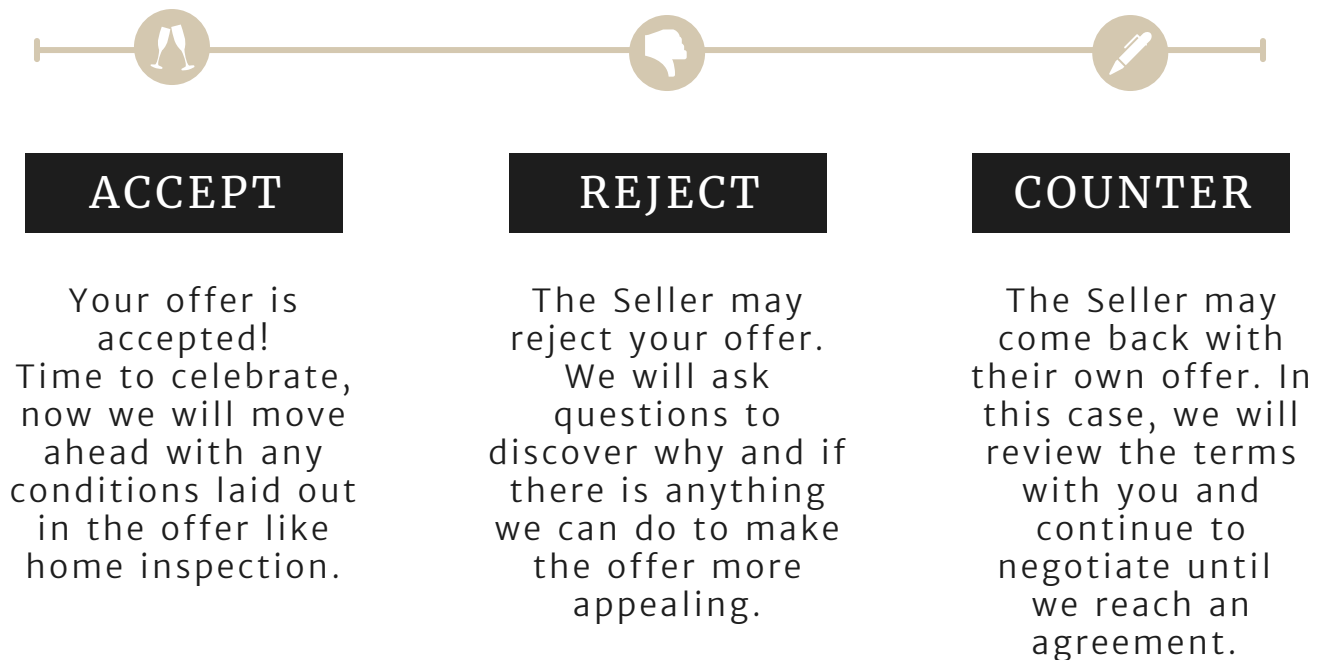 ACCEPT
Your offer is
accepted!
Time to celebrate,
now we will move
ahead with any
conditions laid out
in the offer like
home inspection.
REJECT
The Seller may
reject your offer.
We will ask
questions to
discover why and if
there is anything
we can do to make
the offer more
appealing.
COUNTER
The Seller may
come back with
their own offer. In
this case, we will
review the terms
with you and
continue to
negotiate until
we reach an
agreement.